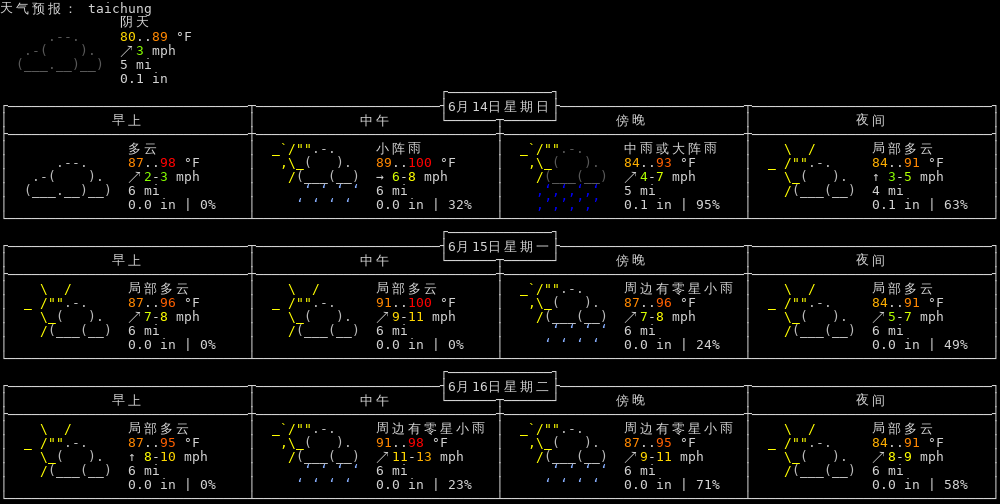 天气预报： taichung
阴天
80..89 °F
↗3 mph
5 mi
0.1 in
6月14日星期日
早上 中午 傍晚 夜间
多云 小阵雨 中雨或大阵雨 局部多云
87..98 °F 89..100 °F 84..93 °F 84..91 °F
↗2-3 mph → 6-8 mph ↗4-7 mph ↑ 3-5 mph
6 mi 6 mi 5 mi 4 mi
0.0 in | 0% 0.0 in | 32% 0.1 in | 95% 0.1 in | 63%
6月15日星期一
早上 中午 傍晚 夜间
局部多云 局部多云 周边有零星小雨 局部多云
87..96 °F 91..100 °F 87..96 °F 84..91 °F
↗7-8 mph ↗9-11 mph ↗7-8 mph ↗5-7 mph
6 mi 6 mi 6 mi 6 mi
0.0 in | 0% 0.0 in | 0% 0.0 in | 24% 0.0 in | 49%
6月16日星期二
早上 中午 傍晚 夜间
局部多云 周边有零星小雨 周边有零星小雨 局部多云
87..95 °F 91..98 °F 87..95 °F 84..91 °F
↑ 8-10 mph ↗11-13 mph ↗9-11 mph ↗8-9 mph
6 mi 6 mi 6 mi 6 mi
0.0 in | 0% 0.0 in | 23% 0.0 in | 71% 0.0 in | 58%